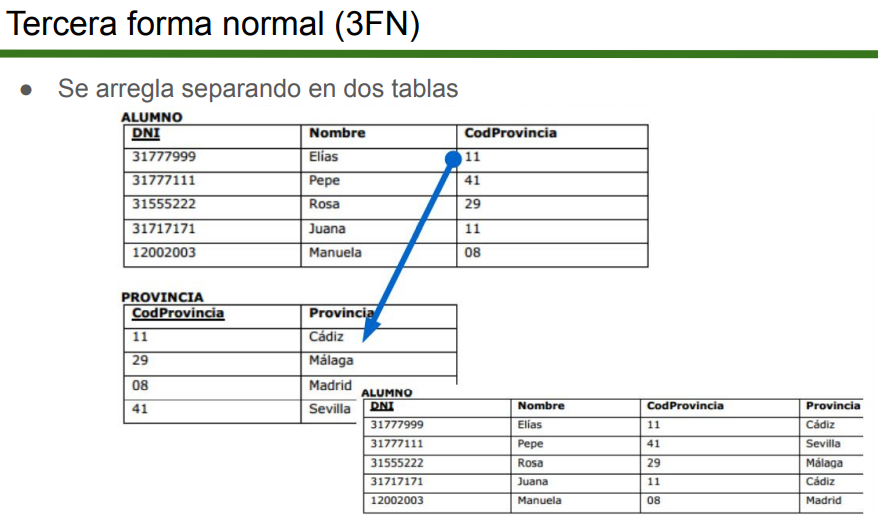 Tercera forma normal (3FN)
● Se arregla separando en dos tablas
ALUMNO
DNI Nombre CodProvincia
31777999 Elías 11
31777111 Pepe 41
31555222 Rosa 29
31717171 Juana 11
12002003 Manuela 08
PROVINCIA
CodProvincia Provincia
11 Cádiz
29 Málaga
08 Madrid
41 Sevilla
ALUMNO
DNI Nombre CodProvincia Provincia
31777999 Elías 11 Cádiz
31777111 Pepe 41 Sevilla
31555222 Rosa 29 Málaga
31717171 Juana 11 Cádiz
12002003 Manuela 08 Madrid